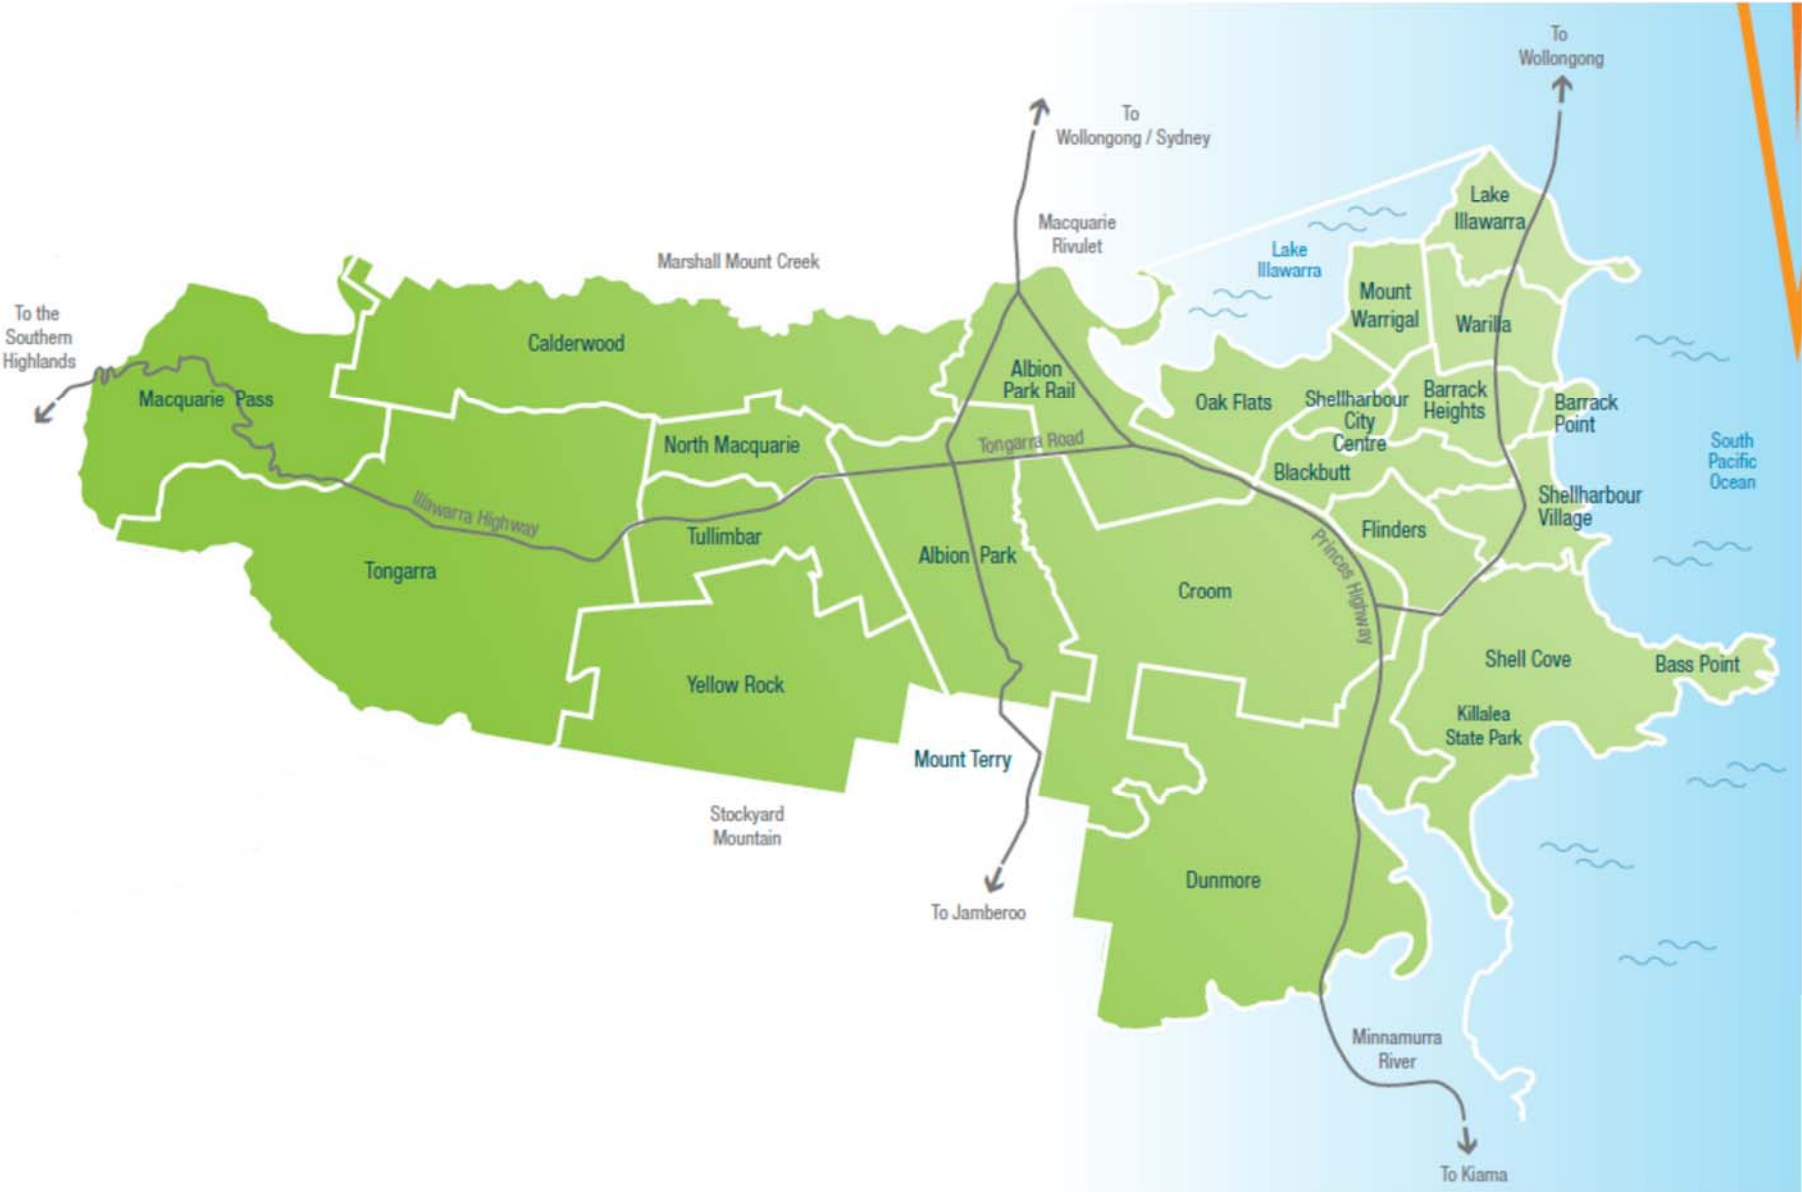 To
Wollongong
To
Wollongong / Sydney
Lake
Illawarra
Macquarie
Rivulet
Marshall Mount Creek
Lake
Illawarra
Mount
Warrigal
To the
Southern
Highlands
Warilla
Calderwood
Albion
Park Rail
Macquarie Pass
Oak Flats
Shellharbour
City
Centre
Barrack
Heights
Barrack
Point
North Macquarie
Tongarra Road
South
Pacific
Ocean
Blackbutt
Illawarra Highway
Shellharbour
Village
Tullimbar
Flinders
Albion Park
Tongarra
Princes Highway
Croom
Shell Cove
Bass Point
Yellow Rock
Killalea
State Park
Mount Terry
Stockyard
Mountain
Dunmore
To Jamberoo
Minnamurra
River
To Kiama